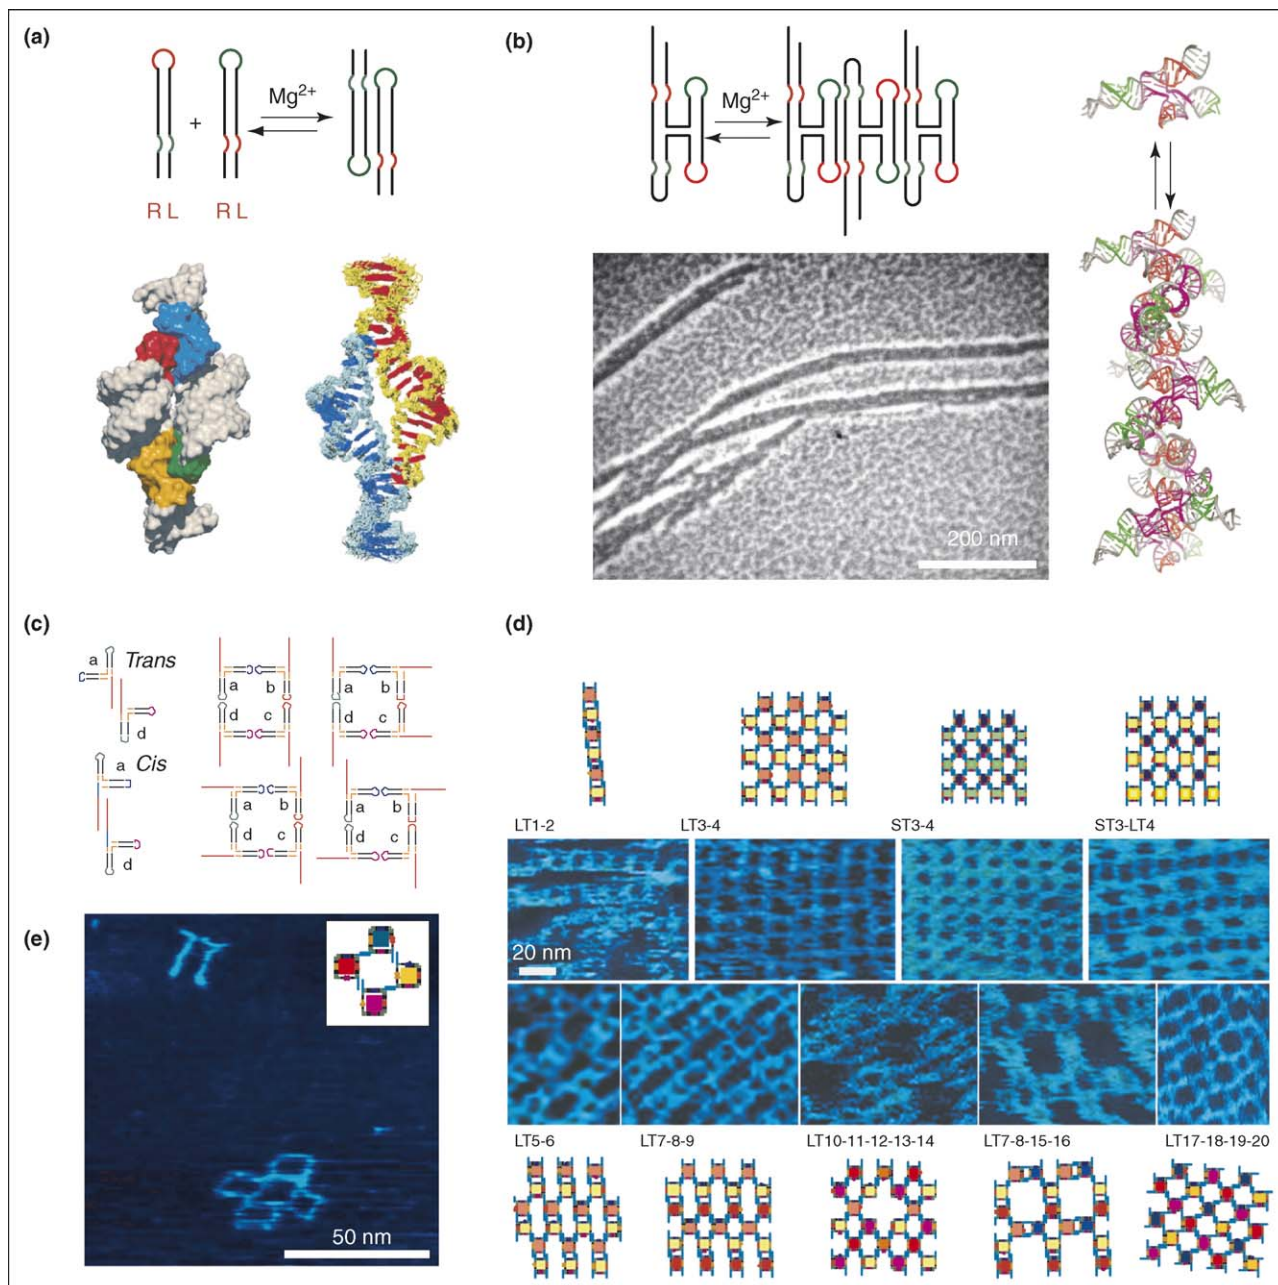 (a)
Mg2+
+
R L R L
(b)
Mg2+
200 nm
(c)
a Trans
d
a Cis
d
a b
d c
a b
d c
a b
d c
a b
d c
(d)
LT1-2 LT3-4 ST3-4 ST3-LT4
20 nm
LT5-6 LT7-8-9 LT10-11-12-13-14 LT7-8-15-16 LT17-18-19-20
(e)
50 nm